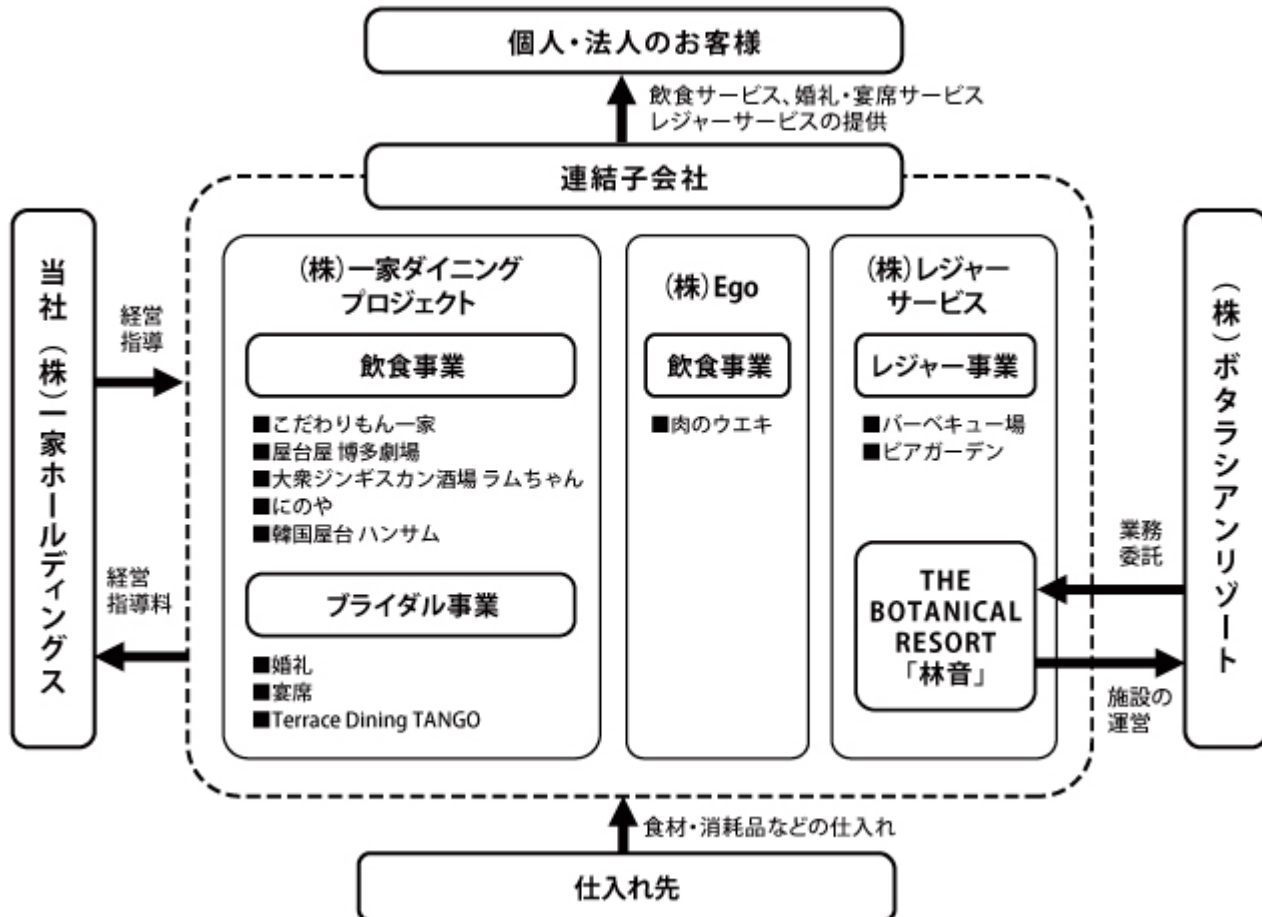 個人・法人のお客様
飲食サービス、婚礼・宴席サービス
レジャーサービスの提供
連結子会社
当社 (株)一家ホールディングス
経営
指導
経営
指導料
(株)一家ダイニング
プロジェクト
飲食事業
■こだわりもん一家
■屋台屋 博多劇場
■大衆ジンギスカン酒場 ラムちゃん
■にのや
■韓国屋台 ハンサム
ブライダル事業
■婚礼
■宴席
■Terrace Dining TANGO
(株)Ego
飲食事業
■肉のウエキ
(株)レジャー
サービス
レジャー事業
■バーベキュー場
■ビアガーデン
THE
BOTANICAL
RESORT
「林音」
業務
委託
施設の
運営
(株)ボタラシアンリゾート
食材・消耗品などの仕入れ
仕入れ先